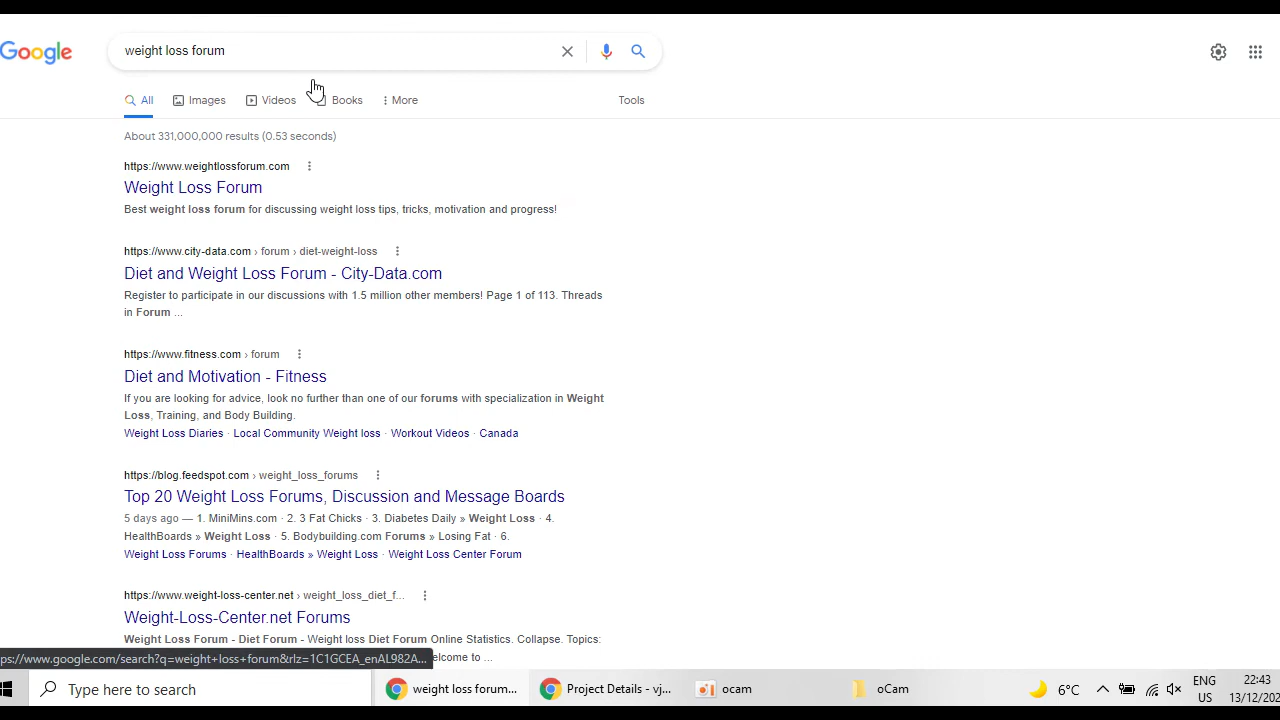 Google
weight loss forum
All Images Videos Books More Tools
About 331,000,000 results (0.53 seconds)
https://www.weightlossforum.com
Weight Loss Forum
Best weight loss forum for discussing weight loss tips, tricks, motivation and progress!
https://www.city-data.com › forum › diet-weight-loss
Diet and Weight Loss Forum - City-Data.com
Register to participate in our discussions with 1.5 million other members! Page 1 of 113. Threads
in Forum ...
https://www.fitness.com › forum
Diet and Motivation - Fitness
If you are looking for advice, look no further than one of our forums with specialization in Weight
Loss, Training, and Body Building.
Weight Loss Diaries · Local Community Weight loss · Workout Videos · Canada
https://blog.feedspot.com › weight_loss_forums
Top 20 Weight Loss Forums, Discussion and Message Boards
5 days ago — 1. MiniMins.com · 2. 3 Fat Chicks · 3. Diabetes Daily » Weight Loss · 4.
HealthBoards » Weight Loss · 5. Bodybuilding.com Forums » Losing Fat · 6.
Weight Loss Forums · HealthBoards » Weight Loss · Weight Loss Center Forum
https://www.weight-loss-center.net › weight_loss_diet_f...
Weight-Loss-Center.net Forums
Weight Loss Forum - Diet Forum - Weight loss Diet Forum Online Statistics. Collapse. Topics:
elcome to ...
ps://www.google.com/search?q=weight+loss+forum&rlz=1C1GCEA_enAL982A...
Type here to search
weight loss forum...
Project Details - vj...
ocam
oCam
6°C
ENG
US
22:43
13/12/202